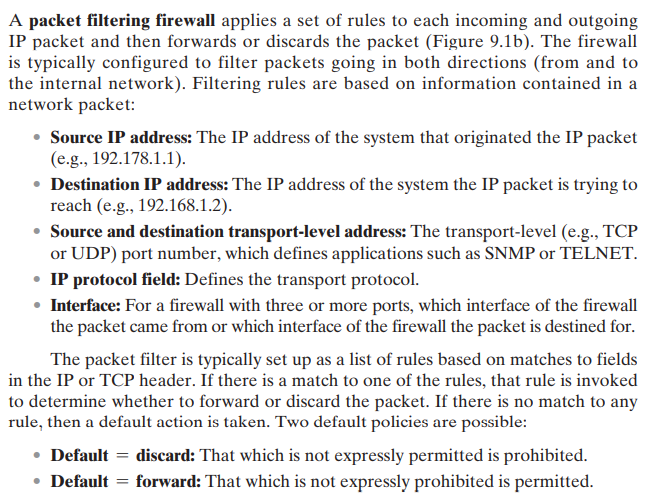 A packet filtering firewall applies a set of rules to each incoming and outgoing
IP packet and then forwards or discards the packet (Figure 9.1b). The firewall
is typically configured to filter packets going in both directions (from and to
the internal network). Filtering rules are based on information contained in a
network packet:
• Source IP address: The IP address of the system that originated the IP packet
(e.g., 192.178.1.1).
• Destination IP address: The IP address of the system the IP packet is trying to
reach (e.g., 192.168.1.2).
• Source and destination transport-level address: The transport-level (e.g., TCP
or UDP) port number, which defines applications such as SNMP or TELNET.
• IP protocol field: Defines the transport protocol.
• Interface: For a firewall with three or more ports, which interface of the firewall
the packet came from or which interface of the firewall the packet is destined for.
The packet filter is typically set up as a list of rules based on matches to fields
in the IP or TCP header. If there is a match to one of the rules, that rule is invoked
to determine whether to forward or discard the packet. If there is no match to any
rule, then a default action is taken. Two default policies are possible:
• Default = discard: That which is not expressly permitted is prohibited.
• Default = forward: That which is not expressly prohibited is permitted.